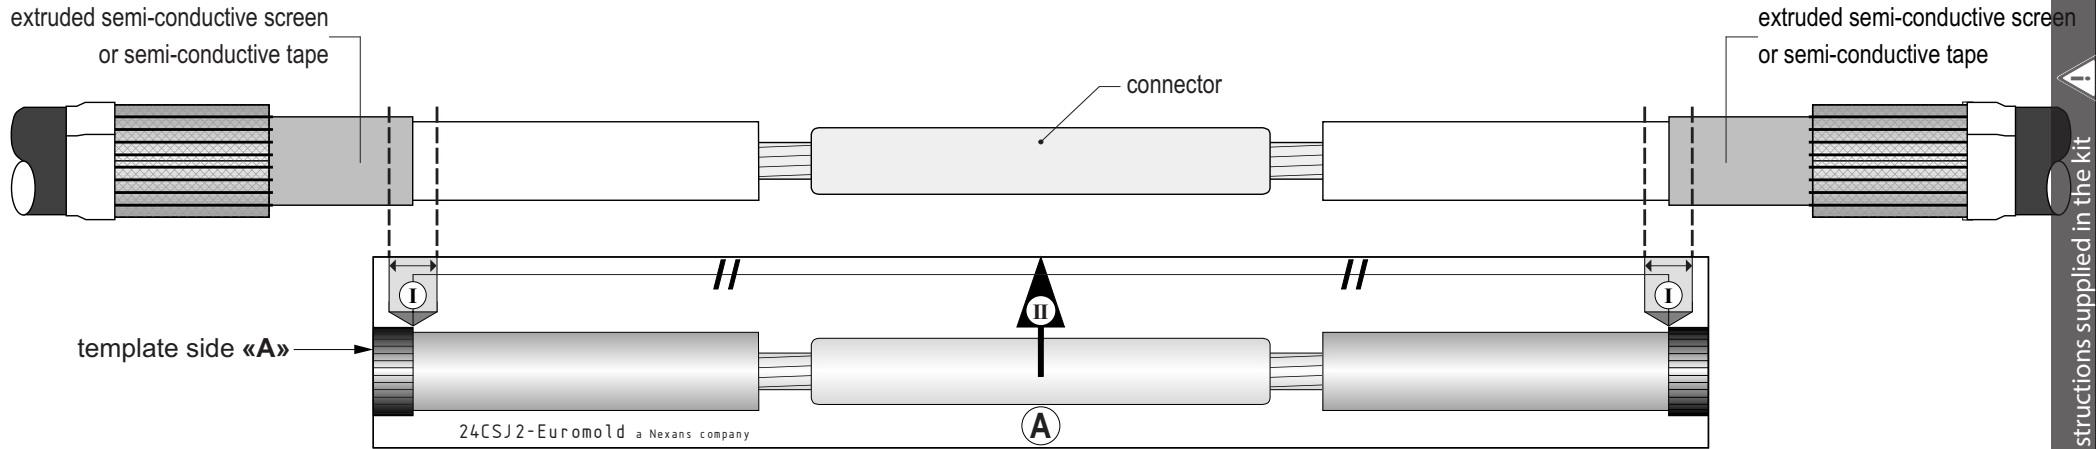 extruded semi-conductive screen
or semi-conductive tape
extruded semi-conductive screen
or semi-conductive tape
connector
I
I
II
template side «A»
24CSJ2-Euromold a Nexans company
A
structions supplied in the kit